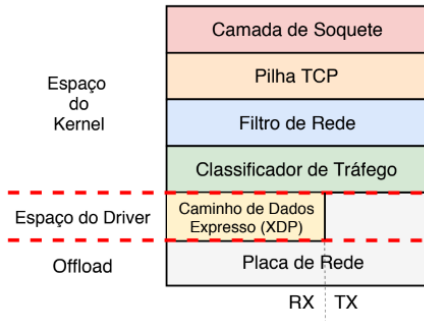 Camada de Soquete
Pilha TCP
Espaço
do
Kernel
Filtro de Rede
Classificador de Tráfego
Espaço do Driver
Caminho de Dados
Expresso (XDP)
Offload
Placa de Rede
RX
TX